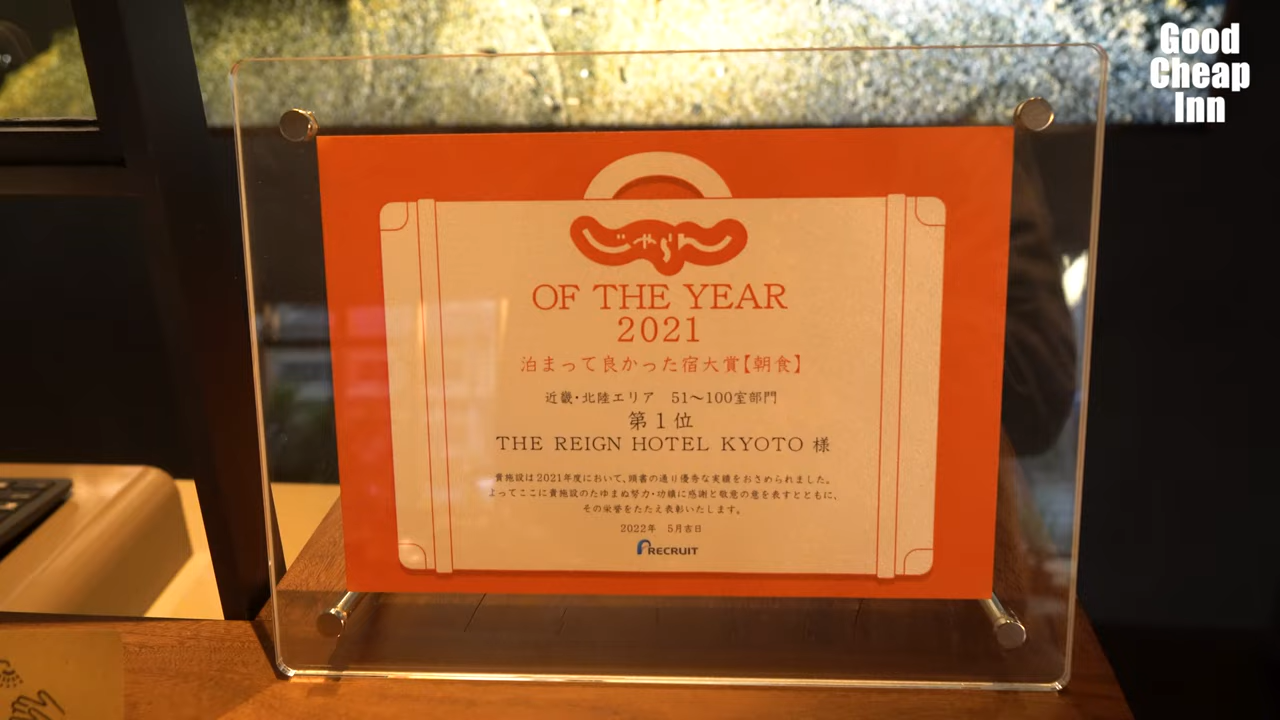 Good
Cheap
Inn
じゃらん
OF THE YEAR
2021
泊まって良かった宿大賞【朝食】
近畿・北陸エリア 51～100室部門
第1位
THE REIGN HOTEL KYOTO 様
貴施設は2021年度において、頭書の通り優秀な実績をおさめられました。
よってここに貴施設のたゆまぬ努力・功績に感謝と敬意の意を表すとともに、
その栄誉をたたえ表彰いたします。
2022年 5月吉日
RECRUIT